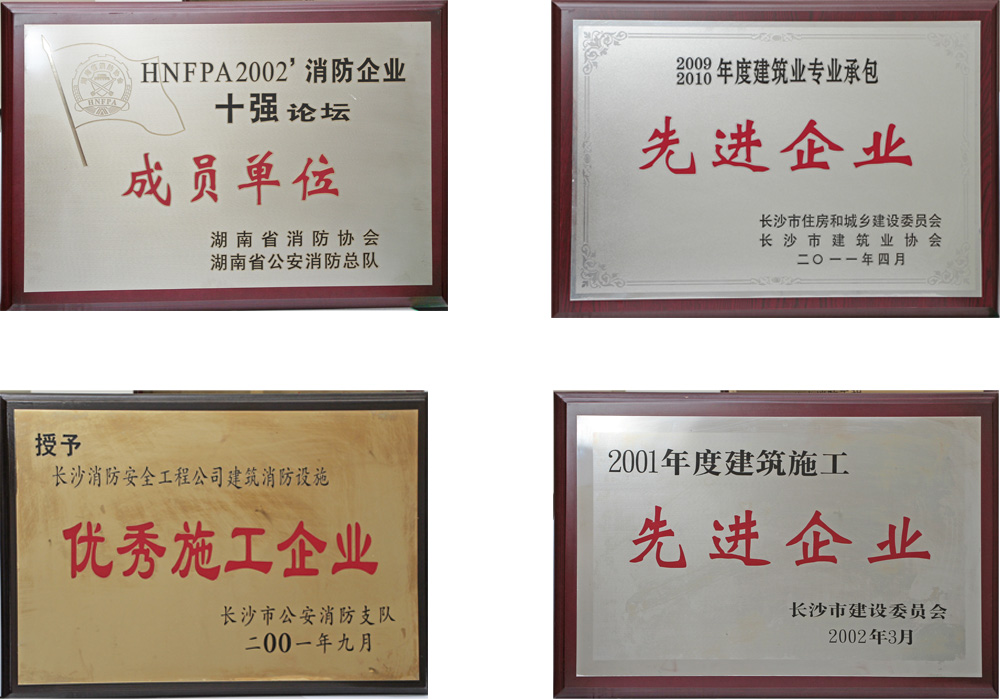 HNFPA2002’消防企业
十强论坛
成员单位
湖南省消防协会
湖南省公安消防总队
HNFPA
2009
2010年度建筑业专业承包
先进企业
长沙市住房和城乡建设委员会
长沙市建筑业协会
二〇一一年四月
授予
长沙消防安全工程公司建筑消防设施
优秀施工企业
长沙市公安消防支队
二00一年九月
2001年度建筑施工
先进企业
长沙市建设委员会
2002年3月